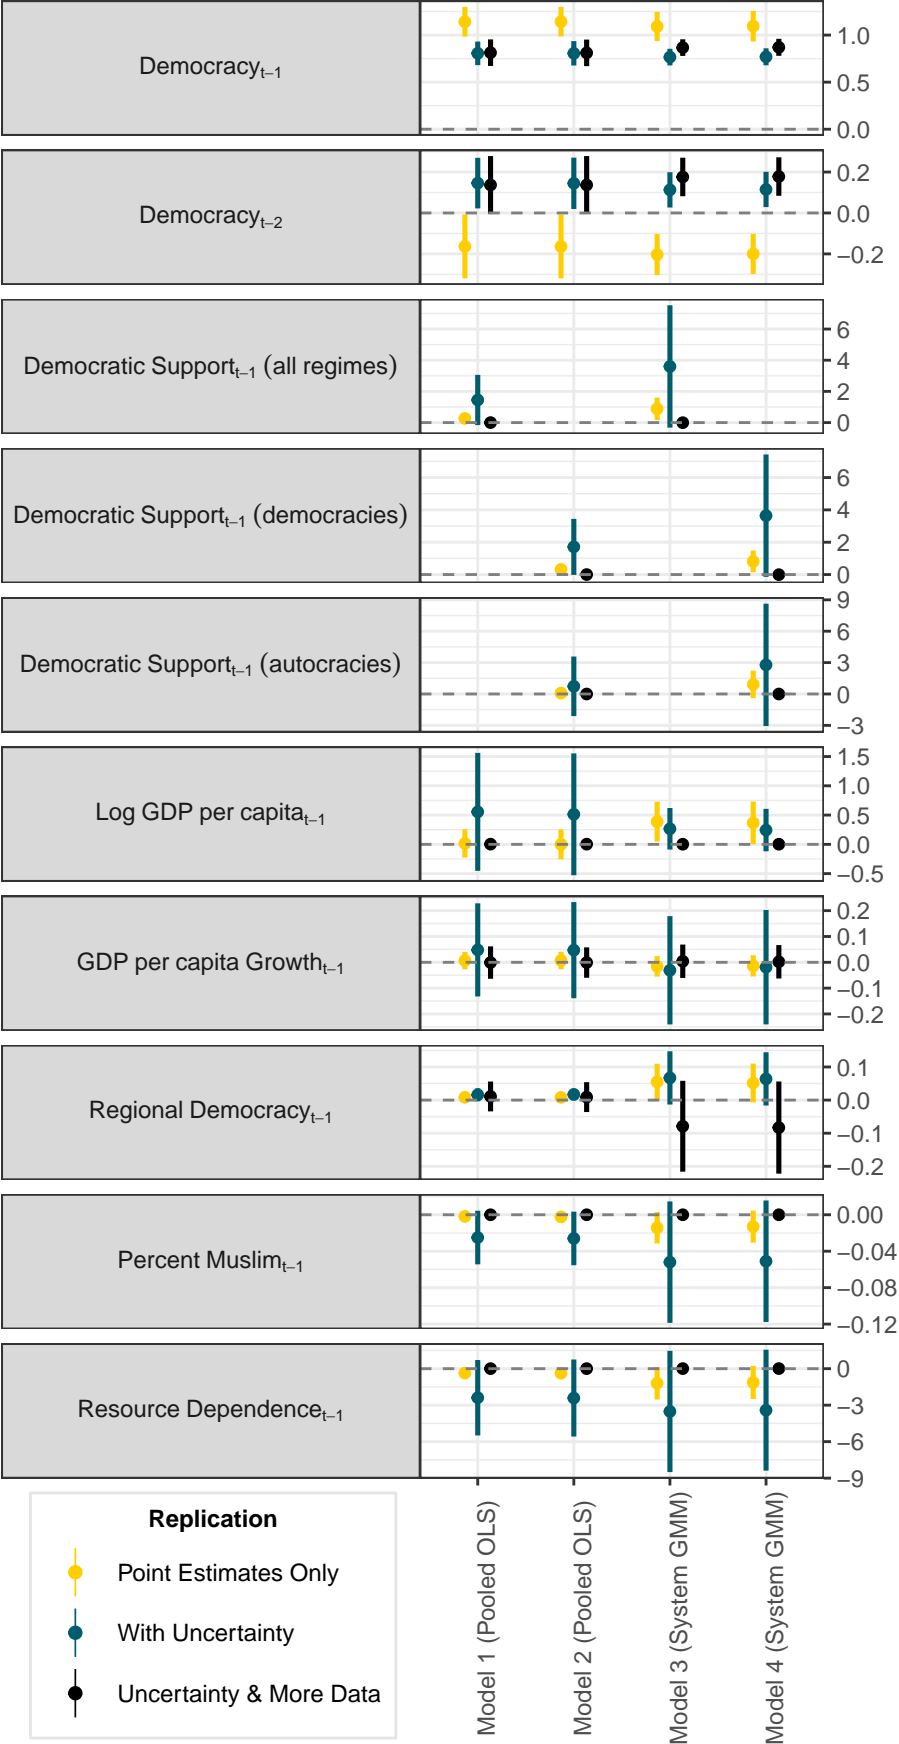 Democracy t−1
1.0
0.5
0.0
Democracy t−2
0.2
0.0
−0.2
Democratic Support t−1 (all regimes)
6
4
2
0
Democratic Support t−1 (democracies)
6
4
2
0
Democratic Support t−1 (autocracies)
9
6
3
0
−3
Log GDP per capita t−1
1.5
1.0
0.5
0.0
−0.5
GDP per capita Growth t−1
0.2
0.1
0.0
−0.1
−0.2
Regional Democracy t−1
0.1
0.0
−0.1
−0.2
Percent Muslim t−1
0.00
−0.04
−0.08
−0.12
Resource Dependence t−1
0
−3
−6
−9
Model 1 (Pooled OLS)
Model 2 (Pooled OLS)
Model 3 (System GMM)
Model 4 (System GMM)
Replication
Point Estimates Only
With Uncertainty
Uncertainty & More Data